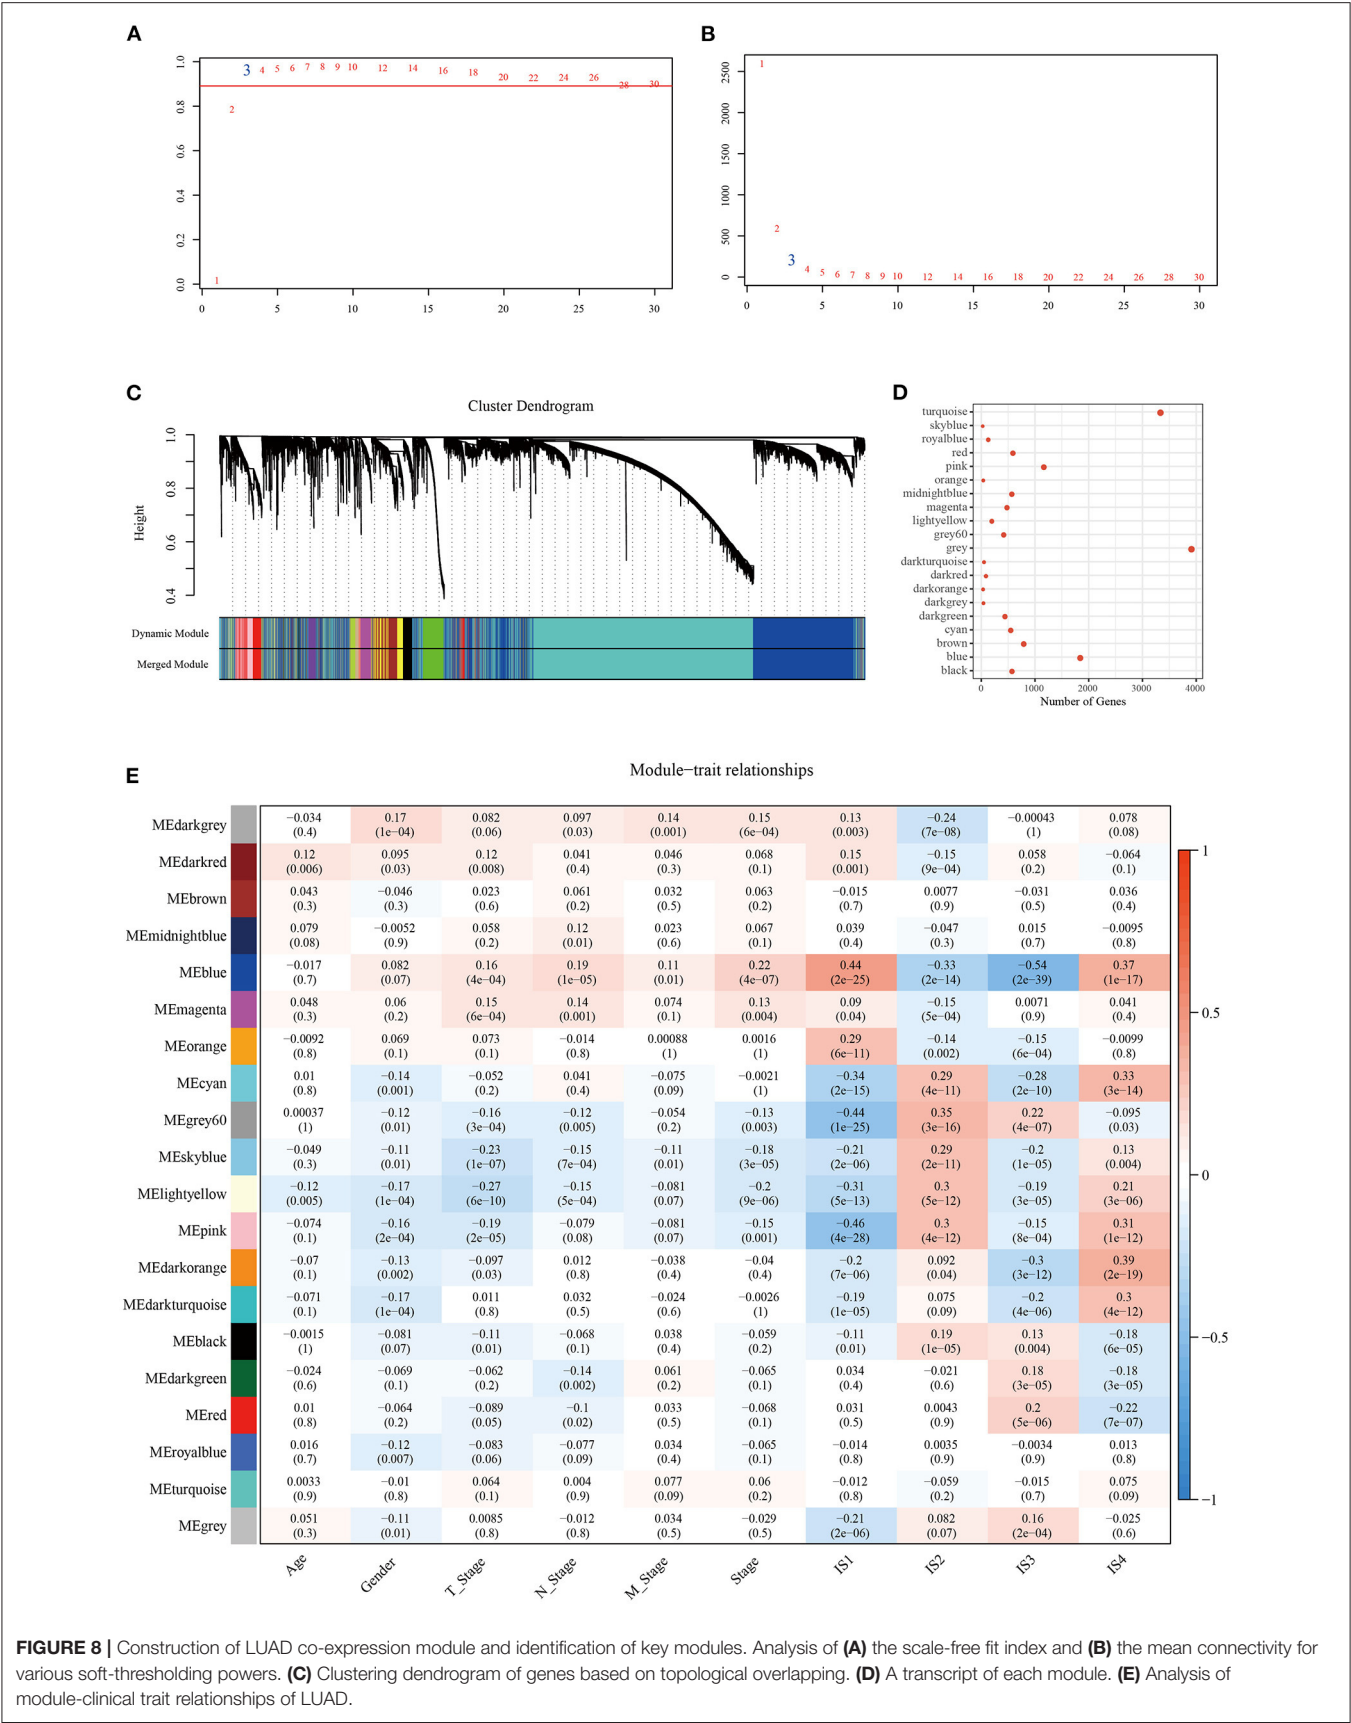 A
1.0
0.8
0.6
0.4
0.2
0.0
1
2
3 4 5 6 7 8 9 10 12 14 16 18 20 22 24 26 28 30
0 5 10 15 20 25 30
B
2500
2000
1500
1000
500
0
1
2
3 4 5 6 7 8 9 10 12 14 16 18 20 22 24 26 28 30
0 5 10 15 20 25 30
C
Cluster Dendrogram
Height
1.0
0.8
0.6
0.4
Dynamic Module
Merged Module
D
turquoise
skyblue
royalblue
red
pink
orange
midnightblue
magenta
lightyellow
grey60
grey
darkturquoise
darkred
darkorange
darkgrey
darkgreen
cyan
brown
blue
black
0 1000 2000 3000 4000
Number of Genes
E
Module−trait relationships
MEdarkgrey
−0.034 0.17 0.082 0.097 0.14 0.15 0.13 −0.24 −0.00043 0.078
(0.4) (1e−04) (0.06) (0.03) (0.001) (6e−04) (0.003) (7e−08) (1) (0.08)
MEdarkred
0.12 0.095 0.12 0.041 0.046 0.068 0.15 −0.15 0.058 −0.064
(0.006) (0.03) (0.008) (0.4) (0.3) (0.1) (0.001) (9e−04) (0.2) (0.1)
MEbrown
0.043 −0.046 0.023 0.061 0.032 0.063 −0.015 0.0077 −0.031 0.036
(0.3) (0.3) (0.6) (0.2) (0.5) (0.2) (0.7) (0.9) (0.5) (0.4)
MEmidnightblue
0.079 −0.0052 0.058 0.12 0.023 0.067 0.039 −0.047 0.015 −0.0095
(0.08) (0.9) (0.2) (0.01) (0.6) (0.1) (0.4) (0.3) (0.7) (0.8)
MEblue
−0.017 0.082 0.16 0.19 0.11 0.22 0.44 −0.33 −0.54 0.37
(0.7) (0.07) (4e−04) (1e−05) (0.01) (4e−07) (2e−25) (2e−14) (2e−39) (1e−17)
MEmagenta
0.048 0.06 0.15 0.14 0.074 0.13 0.09 −0.15 0.0071 0.041
(0.3) (0.2) (6e−04) (0.001) (0.1) (0.004) (0.04) (5e−04) (0.9) (0.4)
MEorange
−0.0092 0.069 0.073 −0.014 0.00088 0.0016 0.29 −0.14 −0.15 −0.0099
(0.8) (0.1) (0.1) (0.8) (1) (1) (6e−11) (0.002) (6e−04) (0.8)
MEcyan
0.01 −0.14 −0.052 0.041 −0.075 −0.0021 −0.34 0.29 −0.28 0.33
(0.8) (0.001) (0.2) (0.4) (0.09) (1) (2e−15) (4e−11) (2e−10) (3e−14)
MEgrey60
0.00037 −0.12 −0.16 −0.12 −0.054 −0.13 −0.44 0.35 0.22 −0.095
(1) (0.01) (3e−04) (0.005) (0.2) (0.003) (1e−25) (3e−16) (4e−07) (0.03)
MEskyblue
−0.049 −0.11 −0.23 −0.15 −0.11 −0.18 −0.21 0.29 −0.2 0.13
(0.3) (0.01) (1e−07) (7e−04) (0.01) (3e−05) (2e−06) (2e−11) (1e−05) (0.004)
MElightyellow
−0.12 −0.17 −0.27 −0.15 −0.081 −0.2 −0.31 0.3 −0.19 0.21
(0.005) (1e−04) (6e−10) (5e−04) (0.07) (9e−06) (5e−13) (5e−12) (3e−05) (3e−06)
MEpink
−0.074 −0.16 −0.19 −0.079 −0.081 −0.15 −0.46 0.3 −0.15 0.31
(0.1) (2e−04) (2e−05) (0.08) (0.07) (0.001) (4e−28) (4e−12) (8e−04) (1e−12)
MEdarkorange
−0.07 −0.13 −0.097 0.012 −0.038 −0.04 −0.2 0.092 −0.3 0.39
(0.1) (0.002) (0.03) (0.8) (0.4) (0.4) (7e−06) (0.04) (3e−12) (2e−19)
MEdarkturquoise
−0.071 −0.17 0.011 0.032 −0.024 −0.0026 −0.19 0.075 −0.2 0.3
(0.1) (1e−04) (0.8) (0.5) (0.6) (1) (1e−05) (0.09) (4e−06) (4e−12)
MEblack
−0.0015 −0.081 −0.11 −0.068 0.038 −0.059 −0.11 0.19 0.13 −0.18
(1) (0.07) (0.01) (0.1) (0.4) (0.2) (0.01) (1e−05) (0.004) (6e−05)
MEdarkgreen
−0.024 −0.069 −0.062 −0.14 0.061 −0.065 0.034 −0.021 0.18 −0.18
(0.6) (0.1) (0.2) (0.002) (0.2) (0.1) (0.4) (0.6) (3e−05) (3e−05)
MEred
0.01 −0.064 −0.089 −0.1 0.033 −0.068 0.031 0.0043 0.2 −0.22
(0.8) (0.2) (0.05) (0.02) (0.5) (0.1) (0.5) (0.9) (5e−06) (7e−07)
MEroyalblue
0.016 −0.12 −0.083 −0.077 0.034 −0.065 −0.014 0.0035 −0.0034 0.013
(0.7) (0.007) (0.06) (0.09) (0.4) (0.1) (0.8) (0.9) (0.9) (0.8)
MEturquoise
0.0033 −0.01 0.064 0.004 0.077 0.06 −0.012 −0.059 −0.015 0.075
(0.9) (0.8) (0.1) (0.9) (0.09) (0.2) (0.8) (0.2) (0.7) (0.09)
MEgrey
0.051 −0.11 0.0085 −0.012 0.034 −0.029 −0.21 0.082 0.16 −0.025
(0.3) (0.01) (0.8) (0.8) (0.5) (0.5) (2e−06) (0.07) (2e−04) (0.6)
Age Gender T_Stage N_Stage M_Stage Stage IS1 IS2 IS3 IS4
1
0.5
0
−0.5
−1
FIGURE 8 | Construction of LUAD co-expression module and identification of key modules. Analysis of (A) the scale-free fit index and (B) the mean connectivity for
various soft-thresholding powers. (C) Clustering dendrogram of genes based on topological overlapping. (D) A transcript of each module. (E) Analysis of
module-clinical trait relationships of LUAD.